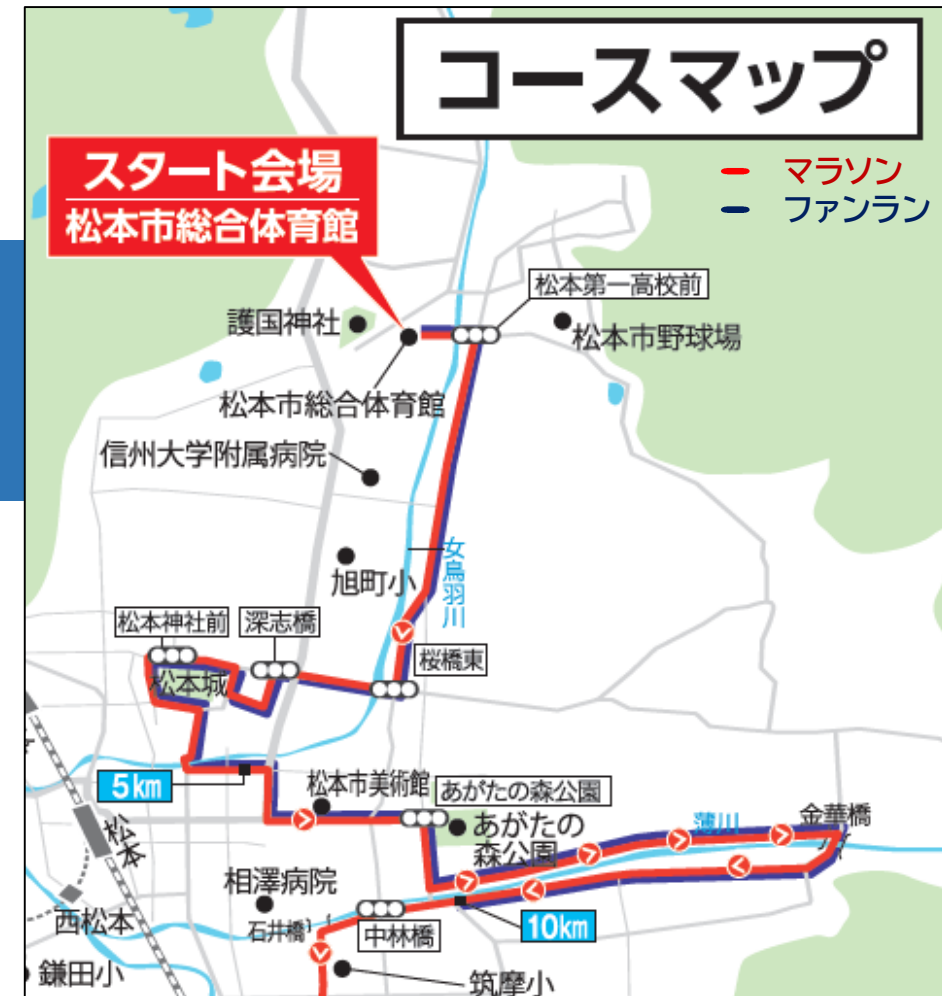 コースマップ
スタート会場
松本市総合体育館
マラソン
ファンラン
松本第一高校前
護国神社
松本市野球場
松本市総合体育館
信州大学附属病院
女鳥羽川
旭町小
松本神社前
深志橋
桜橋東
松本城
5km
松本市美術館
あがたの森公園
金華橋
薄川
松本
あがたの
森公園
相澤病院
10km
西松本
石井橋
中林橋
鎌田小
筑摩小